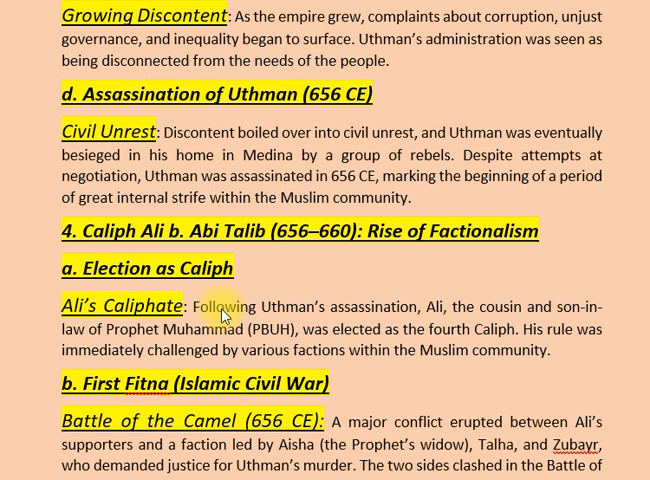 Growing Discontent: As the empire grew, complaints about corruption, unjust
governance, and inequality began to surface. Uthman’s administration was seen as
being disconnected from the needs of the people.
d. Assassination of Uthman (656 CE)
Civil Unrest: Discontent boiled over into civil unrest, and Uthman was eventually
besieged in his home in Medina by a group of rebels. Despite attempts at
negotiation, Uthman was assassinated in 656 CE, marking the beginning of a period
of great internal strife within the Muslim community.
4. Caliph Ali b. Abi Talib (656–660): Rise of Factionalism
a. Election as Caliph
Ali’s Caliphate: Following Uthman’s assassination, Ali, the cousin and son-in-
law of Prophet Muhammad (PBUH), was elected as the fourth Caliph. His rule was
immediately challenged by various factions within the Muslim community.
b. First Fitna (Islamic Civil War)
Battle of the Camel (656 CE): A major conflict erupted between Ali’s
supporters and a faction led by Aisha (the Prophet’s widow), Talha, and Zubayr,
who demanded justice for Uthman’s murder. The two sides clashed in the Battle of